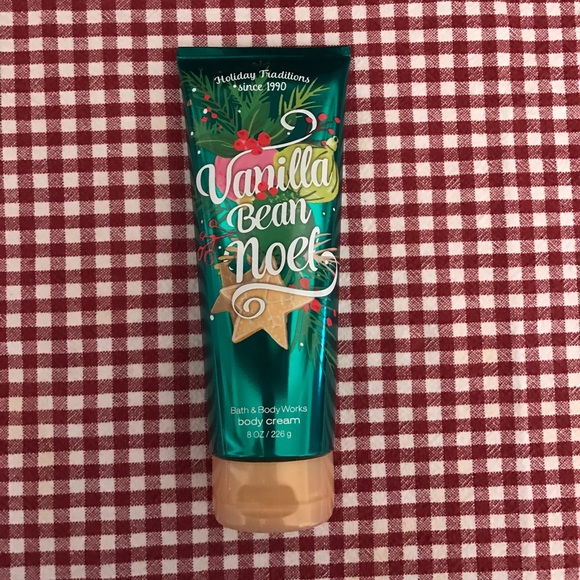 Holiday Traditions
since 1990
Vanilla
Bean
Noel
Bath & Body Works
body cream
8 OZ / 226 g